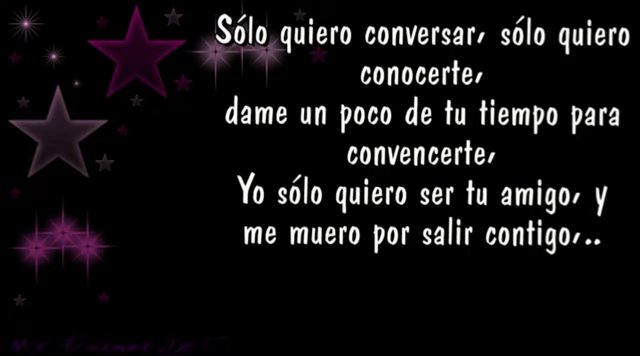 Sólo quiero conversar, sólo quiero
conocerte,
dame un poco de tu tiempo para
convencerte,
Yo sólo quiero ser tu amigo, y
me muero por salir contigo,..